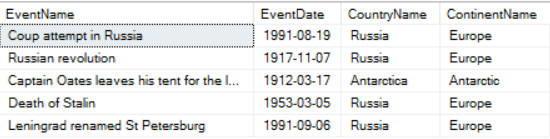 EventName EventDate CountryName ContinentName
Coup attempt in Russia 1991-08-19 Russia Europe
Russian revolution 1917-11-07 Russia Europe
Captain Oates leaves his tent for the l... 1912-03-17 Antarctica Antarctic
Death of Stalin 1953-03-05 Russia Europe
Leningrad renamed St Petersburg 1991-09-06 Russia Europe